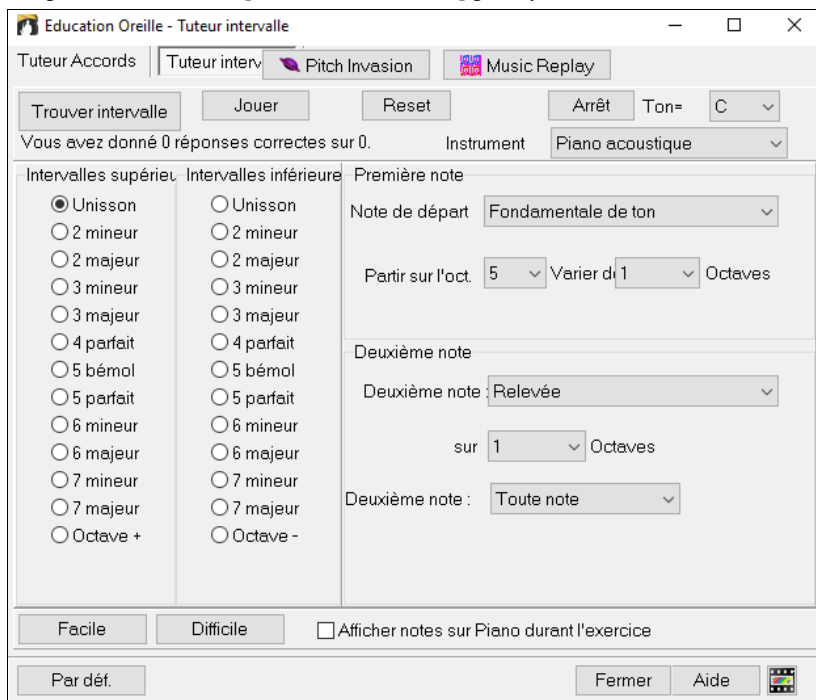 Education Oreille - Tuteur intervalle
Tuteur Accords Tuteur interv Pitch Invasion Music Replay
Trouver intervalle Jouer Reset Arrêt Ton= C
Vous avez donné 0 réponses correctes sur 0. Instrument Piano acoustique
Intervalles supérieu Intervalles inférieure Première note
Unisson Unisson Note de départ Fondamentale de ton
2 mineur 2 mineur
2 majeur 2 majeur Partir sur l'oct. 5 Varier d 1 Octaves
3 mineur 3 mineur
3 majeur 3 majeur
4 parfait 4 parfait Deuxième note
5 bémol 5 bémol
5 parfait 5 parfait Deuxième note : Relevée
6 mineur 6 mineur
6 majeur 6 majeur sur 1 Octaves
7 mineur 7 mineur
7 majeur 7 majeur Deuxième note : Toute note
Octave + Octave -
Facile Difficile Afficher notes sur Piano durant l'exercice
Par déf. Fermer Aide